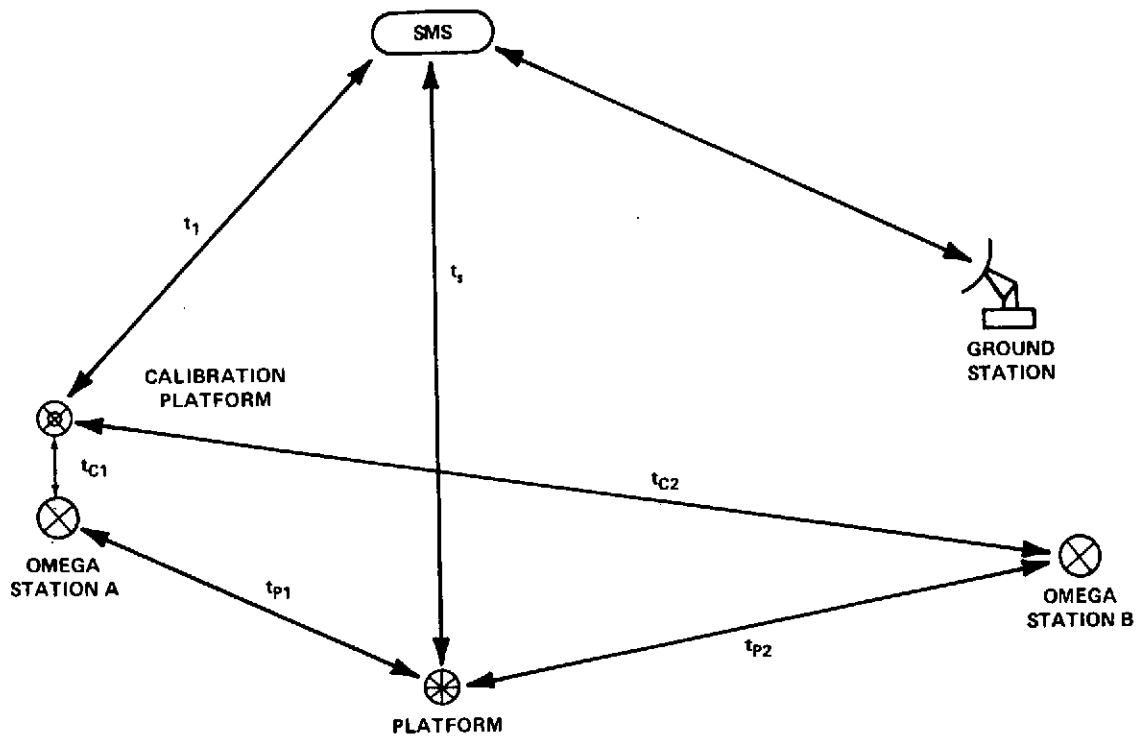 SMS
t1
ts
GROUND
STATION
CALIBRATION
PLATFORM
tC1
tC2
OMEGA
STATION A
tP1
OMEGA
STATION B
tP2
PLATFORM